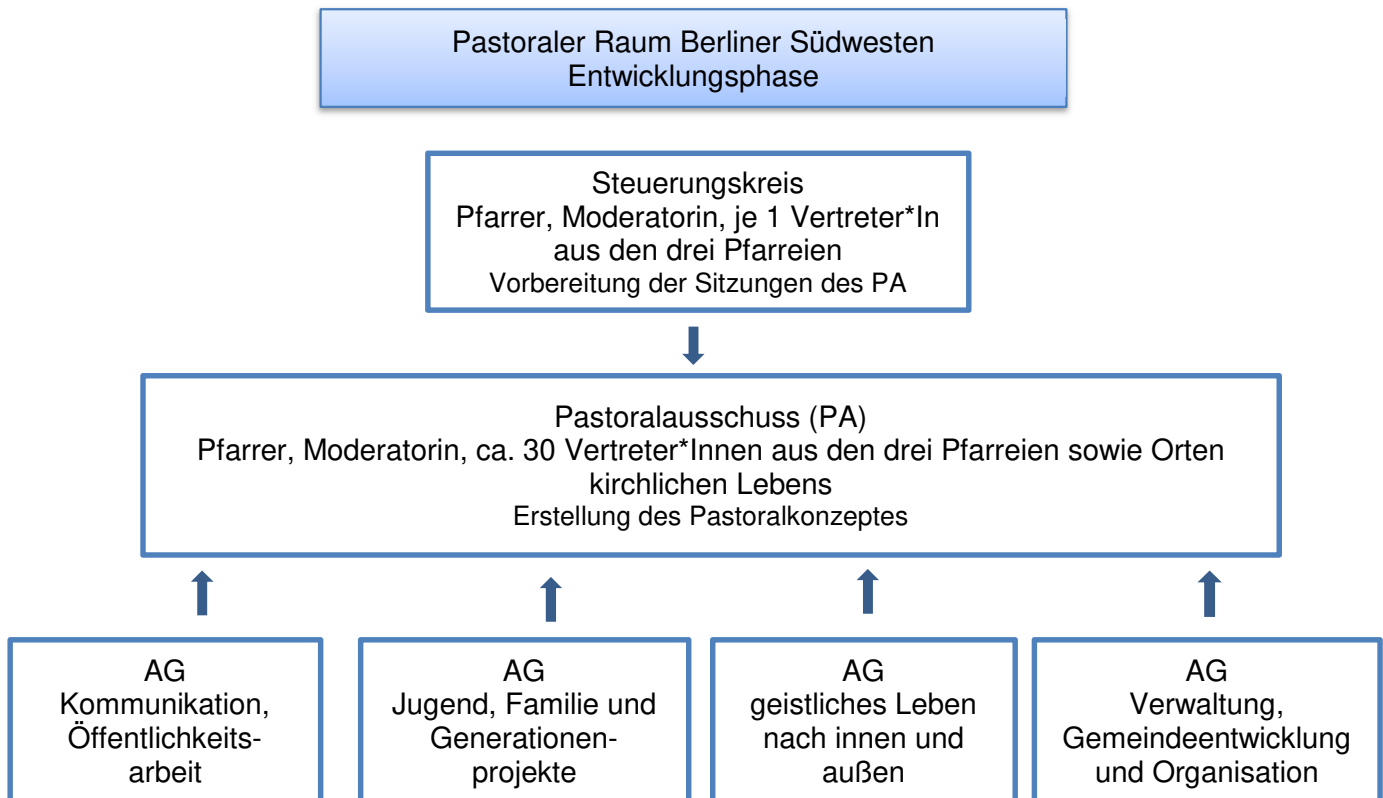 Pastoraler Raum Berliner Südwesten
Entwicklungsphase
Steuerungskreis
Pfarrer, Moderatorin, je 1 Vertreter*In
aus den drei Pfarreien
Vorbereitung der Sitzungen des PA
Pastoralausschuss (PA)
Pfarrer, Moderatorin, ca. 30 Vertreter*Innen aus den drei Pfarreien sowie Orten
kirchlichen Lebens
Erstellung des Pastoralkonzeptes
AG
Kommunikation,
Öffentlichkeits-
arbeit
AG
Jugend, Familie und
Generationen-
projekte
AG
geistliches Leben
nach innen und
außen
AG
Verwaltung,
Gemeindeentwicklung
und Organisation